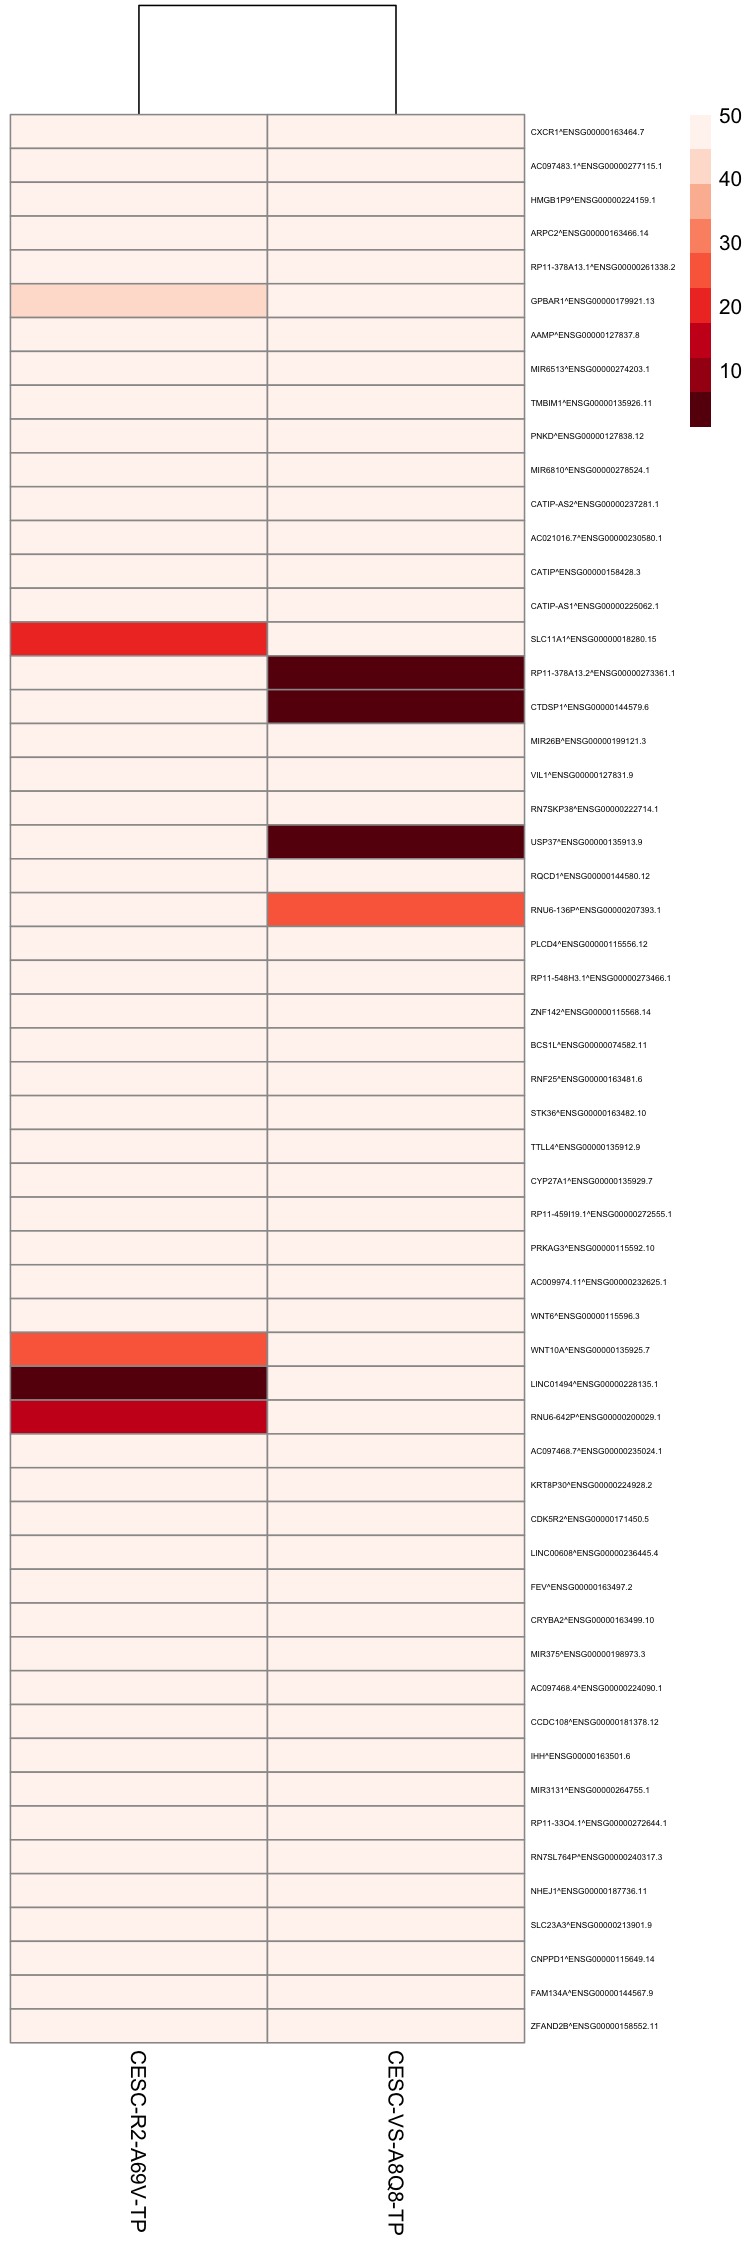 CXCR1^ENSG00000163464.7
AC097483.1^ENSG00000277115.1
HMGB1P9^ENSG00000224159.1
ARPC2^ENSG00000163466.14
RP11-378A13.1^ENSG00000261338.2
GPBAR1^ENSG00000179921.13
AAMP^ENSG00000127837.8
MIR6513^ENSG00000274203.1
TMBIM1^ENSG00000135926.11
PNKD^ENSG00000127838.12
MIR6810^ENSG00000278524.1
CATIP-AS2^ENSG00000237281.1
AC021016.7^ENSG00000230580.1
CATIP^ENSG00000158428.3
CATIP-AS1^ENSG00000225062.1
SLC11A1^ENSG00000018280.15
RP11-378A13.2^ENSG00000273361.1
CTDSP1^ENSG00000144579.6
MIR26B^ENSG00000199121.3
VIL1^ENSG00000127831.9
RN7SKP38^ENSG00000222714.1
USP37^ENSG00000135913.9
RQCD1^ENSG00000144580.12
RNU6-136P^ENSG00000207393.1
PLCD4^ENSG00000115556.12
RP11-548H3.1^ENSG00000273466.1
ZNF142^ENSG00000115568.14
BCS1L^ENSG00000074582.11
RNF25^ENSG00000163481.6
STK36^ENSG00000163482.10
TTLL4^ENSG00000135912.9
CYP27A1^ENSG00000135929.7
RP11-459I19.1^ENSG00000272555.1
PRKAG3^ENSG00000115592.10
AC009974.11^ENSG00000232625.1
WNT6^ENSG00000115596.3
WNT10A^ENSG00000135925.7
LINC01494^ENSG00000228135.1
RNU6-642P^ENSG00000200029.1
AC097468.7^ENSG00000235024.1
KRT8P30^ENSG00000224928.2
CDK5R2^ENSG00000171450.5
LINC00608^ENSG00000236445.4
FEV^ENSG00000163497.2
CRYBA2^ENSG00000163499.10
MIR375^ENSG00000198973.3
AC097468.4^ENSG00000224090.1
CCDC108^ENSG00000181378.12
IHH^ENSG00000163501.6
MIR3131^ENSG00000264755.1
RP11-33O4.1^ENSG00000272644.1
RN7SL764P^ENSG00000240317.3
NHEJ1^ENSG00000187736.11
SLC23A3^ENSG00000213901.9
CNPPD1^ENSG00000115649.14
FAM134A^ENSG00000144567.9
ZFAND2B^ENSG00000158552.11
50
40
30
20
10
CESC-R2-A69V-TP
CESC-VS-A8Q8-TP